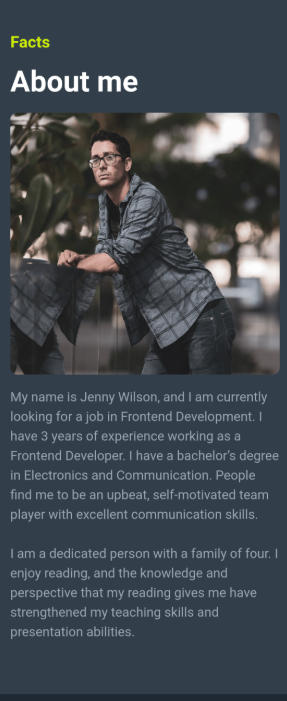 Facts
About me
My name is Jenny Wilson, and I am currently
looking for a job in Frontend Development. I
have 3 years of experience working as a
Frontend Developer. I have a bachelor's degree
in Electronics and Communication. People
find me to be an upbeat, self-motivated team
player with excellent communication skills.
I am a dedicated person with a family of four. I
enjoy reading, and the knowledge and
perspective that my reading gives me have
strengthened my teaching skills and
presentation abilities.